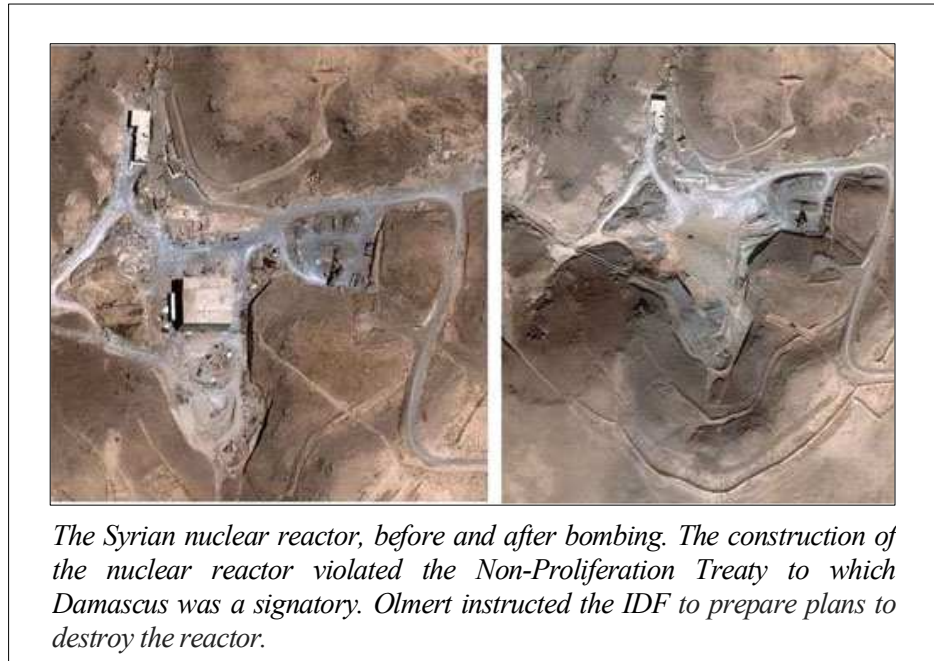 The Syrian nuclear reactor, before and after bombing. The construction of
the nuclear reactor violated the Non-Proliferation Treaty to which
Damascus was a signatory. Olmert instructed the IDF to prepare plans to
destroy the reactor.